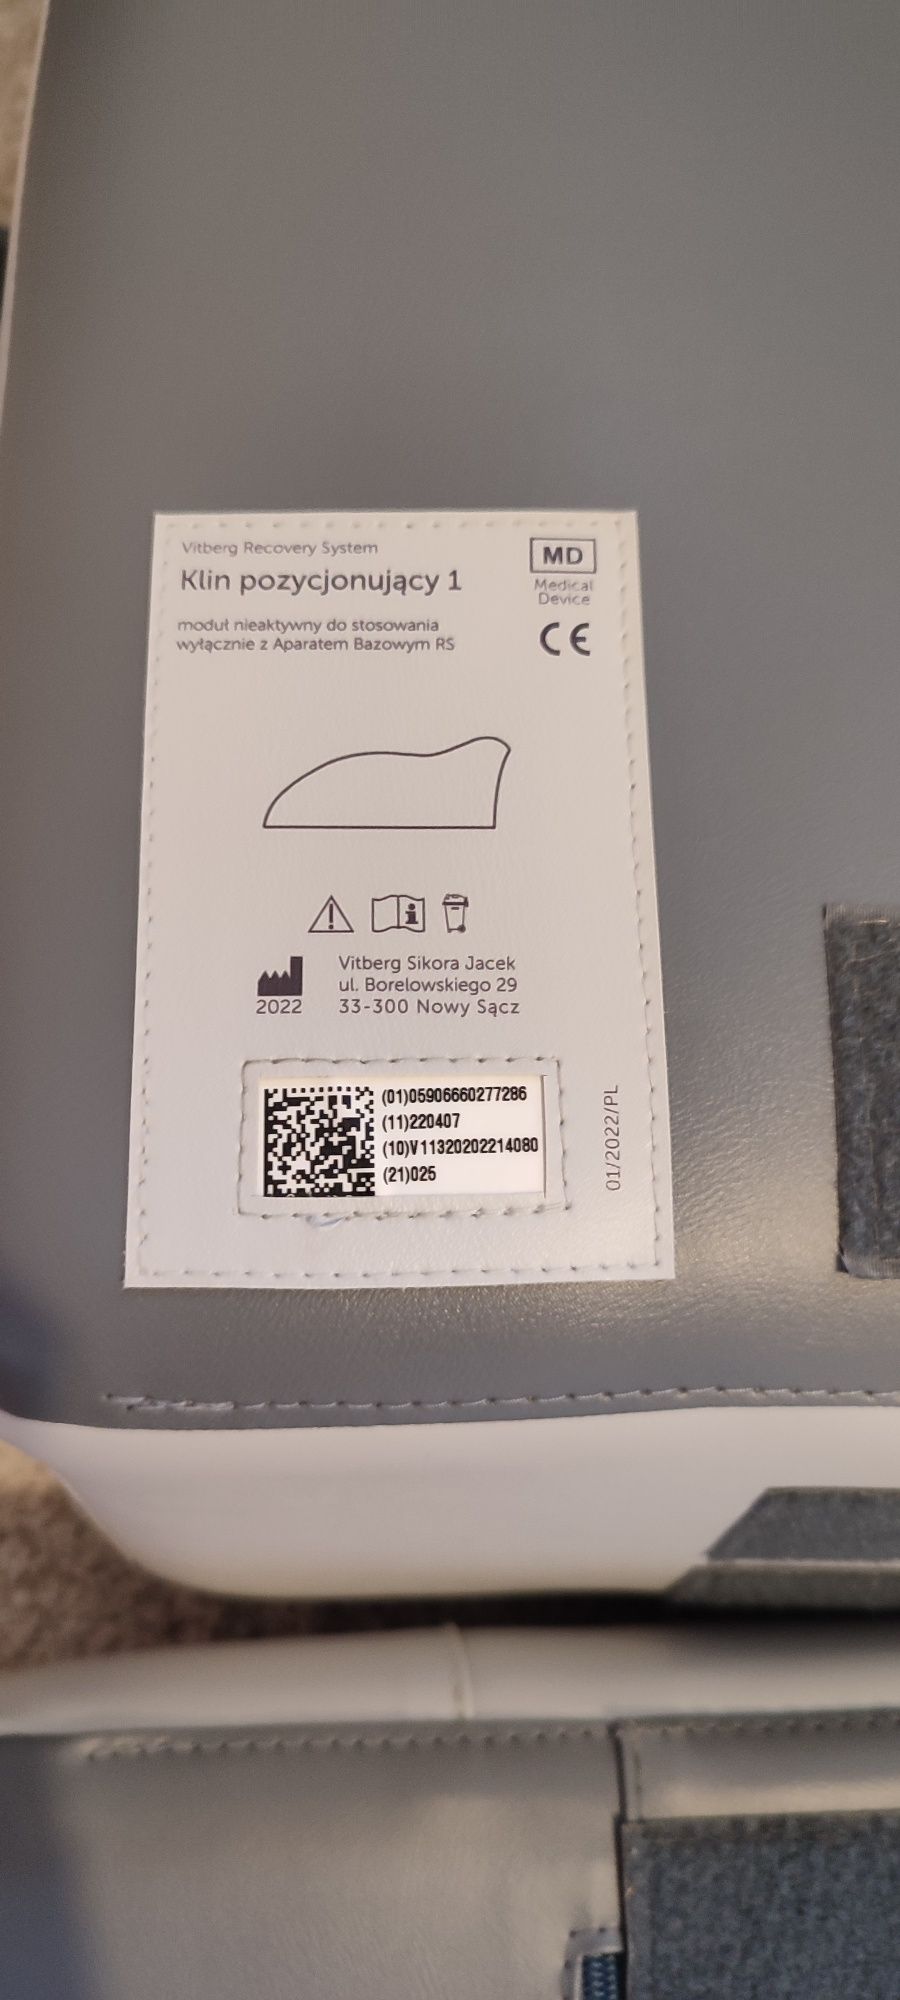 Vitberg Recovery System
Klin pozycjonujący 1
moduł nieaktywny do stosowania
wyłącznie z Aparatem Bazowym RS
MD
Medical
Device
CE
2022
Vitberg Sikora Jacek
ul. Borelowskiego 29
33-300 Nowy Sącz
(01)05906660277286
(11)220407
(10)V11320202214080
(21)025
01/2022/PL